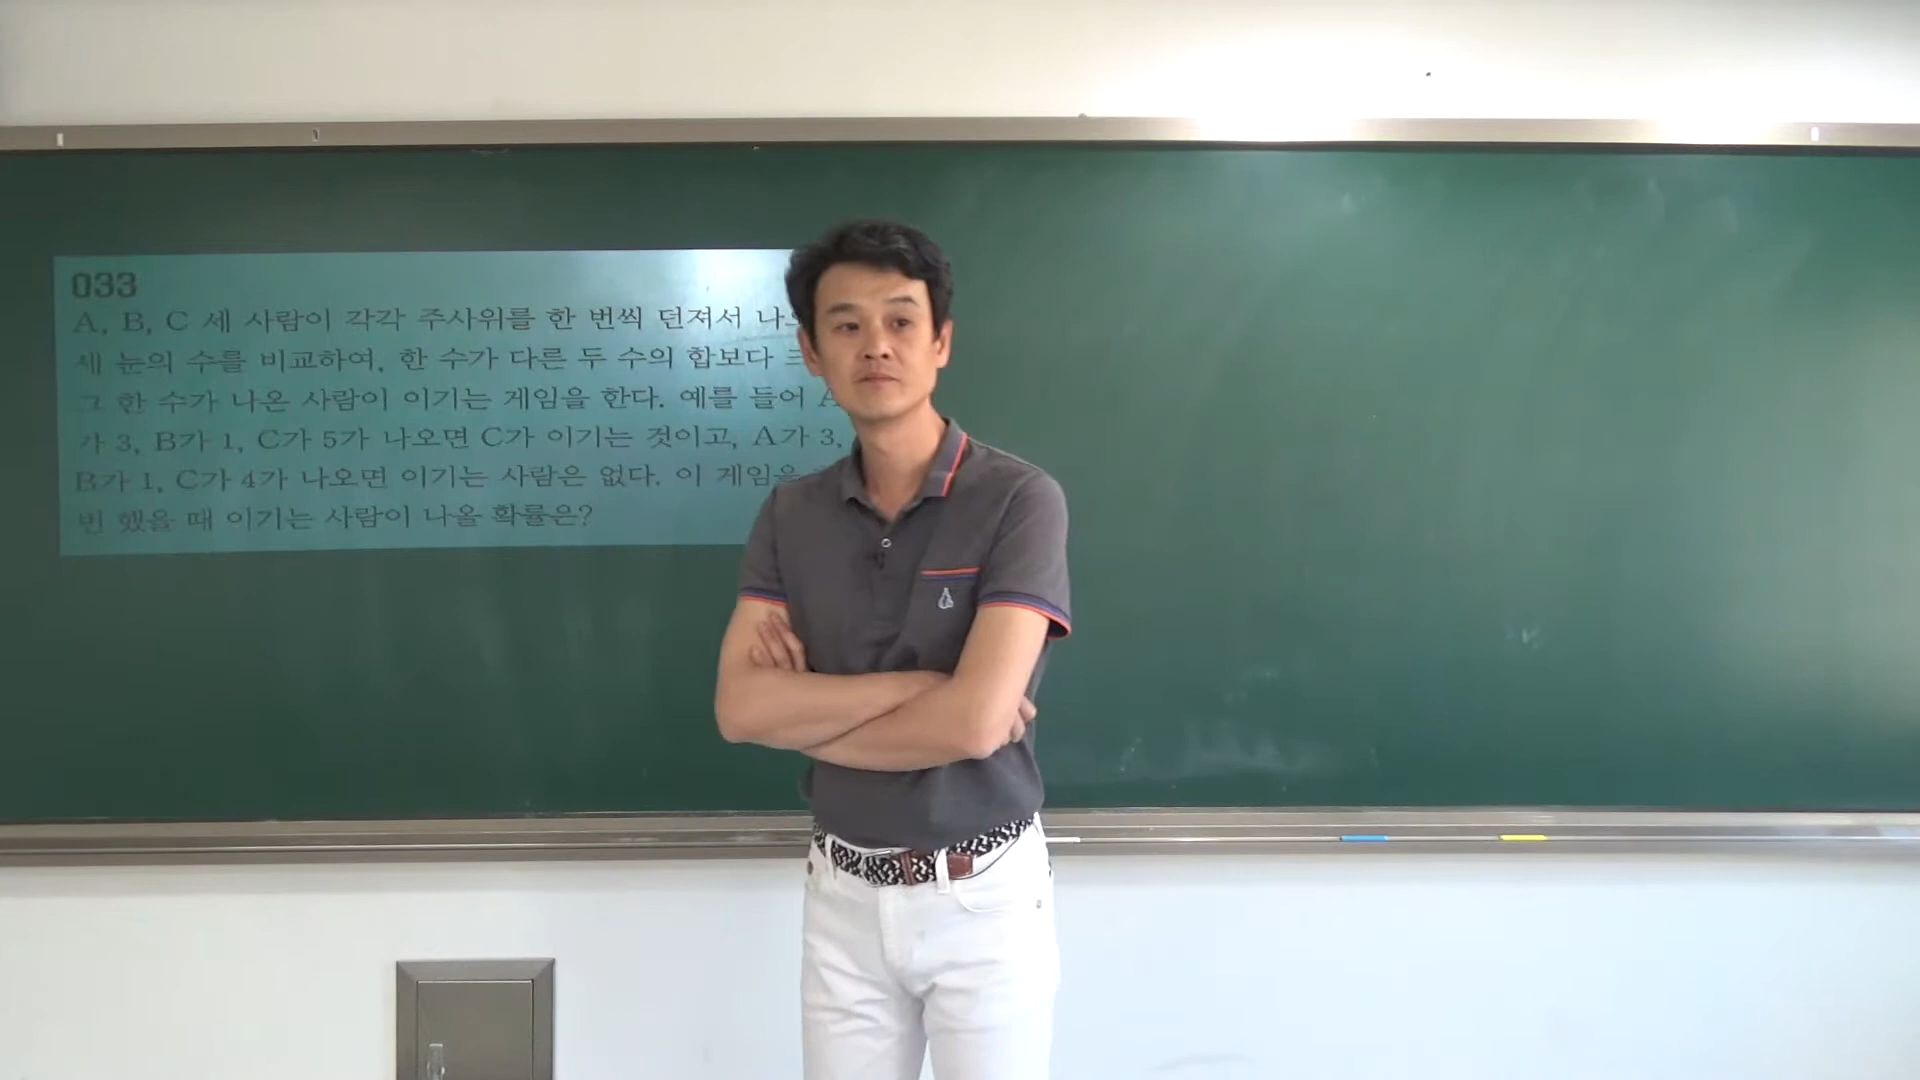 033
A, B, C 세 사람이 각각 주사위를 한 번씩 던져서
세 눈의 수를 비교하여, 한 수가 다른 두 수의 합보다
그 한 수가 나온 사람이 이기는 게임을 한다. 예를 들어 A
가 3, B가 1, C가 5가 나오면 C가 이기는 것이고, A가 3,
B가 1, C가 4가 나오면 이기는 사람은 없다. 이 게임을
번 했을 때 이기는 사람이 나올 확률은?